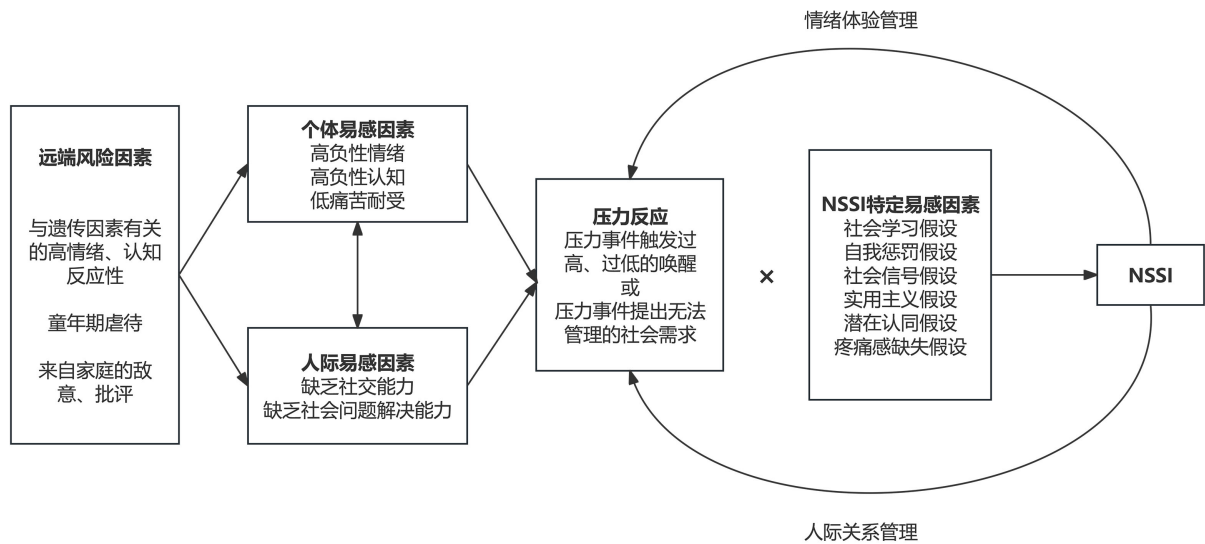 情绪体验管理
远端风险因素
与遗传因素有关
的高情绪、认知
反应性
童年期虐待
来自家庭的敌
意、批评
个体易感因素
高负性情绪
高负性认知
低痛苦耐受
人际易感因素
缺乏社交能力
缺乏社会问题解决能力
压力反应
压力事件触发过
高、过低的唤醒
或
压力事件提出无法
管理的社会需求
×
NSSI特定易感因素
社会学习假设
自我惩罚假设
社会信号假设
实用主义假设
潜在认同假设
疼痛感缺失假设
NSSI
人际关系管理